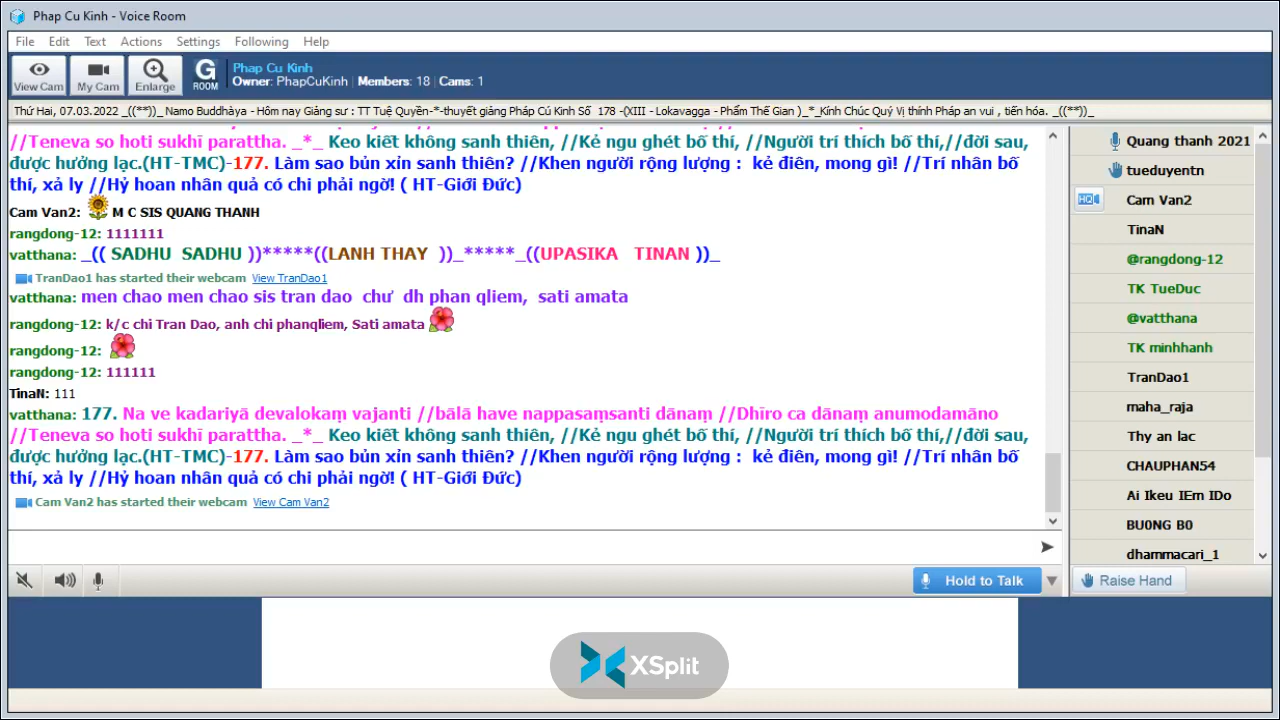 Phap Cu Kinh - Voice Room
File Edit Text Actions Settings Following Help
View Cam My Cam Enlarge G ROOM
Phap Cu Kinh
Owner: PhapCuKinh | Members: 18 | Cams: 1
Thứ Hai, 07.03.2022 _((**))_ Namo Buddhàya - Hôm nay Giảng sư : TT Tuệ Quyền-*-thuyết giảng Pháp Cú Kinh Số 178 -(XIII - Lokavagga - Phẩm Thế Gian )_*_Kính Chúc Quý Vị thính Pháp an vui , tiến hóa. _((**))_
//Teneva so hoti sukhī parattha. _*_ Keo kiết không sanh thiên, //Kẻ ngu ghét bố thí, //Người trí thích bố thí,//đời sau,
được hưởng lạc.(HT-TMC)-177. Làm sao bủn xỉn sanh thiên? //Khen người rộng lượng : kẻ điên, mong gì! //Trí nhân bố
thí, xả ly //Hỷ hoan nhân quả có chi phải ngờ! ( HT-Giới Đức)
Cam Van2: M C SIS QUANG THANH
rangdong-12: 1111111
vatthana: _(( SADHU SADHU ))*****((LANH THAY ))_*****_((UPASIKA TINAN ))_
TranDao1 has started their webcam View TranDao1
vatthana: men chao men chao sis tran dao chư dh phan qliem, sati amata
rangdong-12: k/c chi Tran Dao, anh chi phanqliem, Sati amata
rangdong-12:
rangdong-12: 111111
TinaN: 111
vatthana: 177. Na ve kadariyā devalokaṃ vajanti //bālā have nappasaṃsanti dānaṃ //Dhīro ca dānaṃ anumodamāno
//Teneva so hoti sukhī parattha. _*_ Keo kiết không sanh thiên, //Kẻ ngu ghét bố thí, //Người trí thích bố thí,//đời sau,
được hưởng lạc.(HT-TMC)-177. Làm sao bủn xỉn sanh thiên? //Khen người rộng lượng : kẻ điên, mong gì! //Trí nhân bố
thí, xả ly //Hỷ hoan nhân quả có chi phải ngờ! ( HT-Giới Đức)
Cam Van2 has started their webcam View Cam Van2
Hold to Talk
Quang thanh 2021
tueduyentn
HQ Cam Van2
TinaN
@rangdong-12
TK TueDuc
@vatthana
TK minhhanh
TranDao1
maha_raja
Thy an lac
CHAUPHAN54
Ai Ikeu IEm IDo
BU0NG B0
dhammacari_1
Raise Hand
XSplit